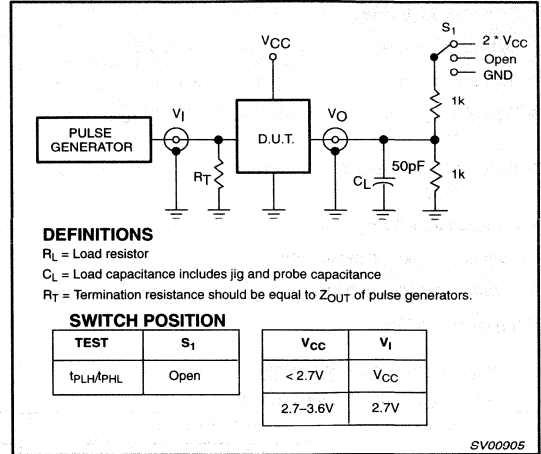 S1
2 * VCC
Open
GND
VCC
1k
VI
VO
PULSE
GENERATOR
D.U.T.
RT
50pF
CL
1k
DEFINITIONS
RL = Load resistor
CL = Load capacitance includes jig and probe capacitance
RT = Termination resistance should be equal to ZOUT of pulse generators.
SWITCH POSITION
TEST S1
tPLH/tPHL Open
VCC VI
< 2.7V VCC
2.7–3.6V 2.7V
SV00905